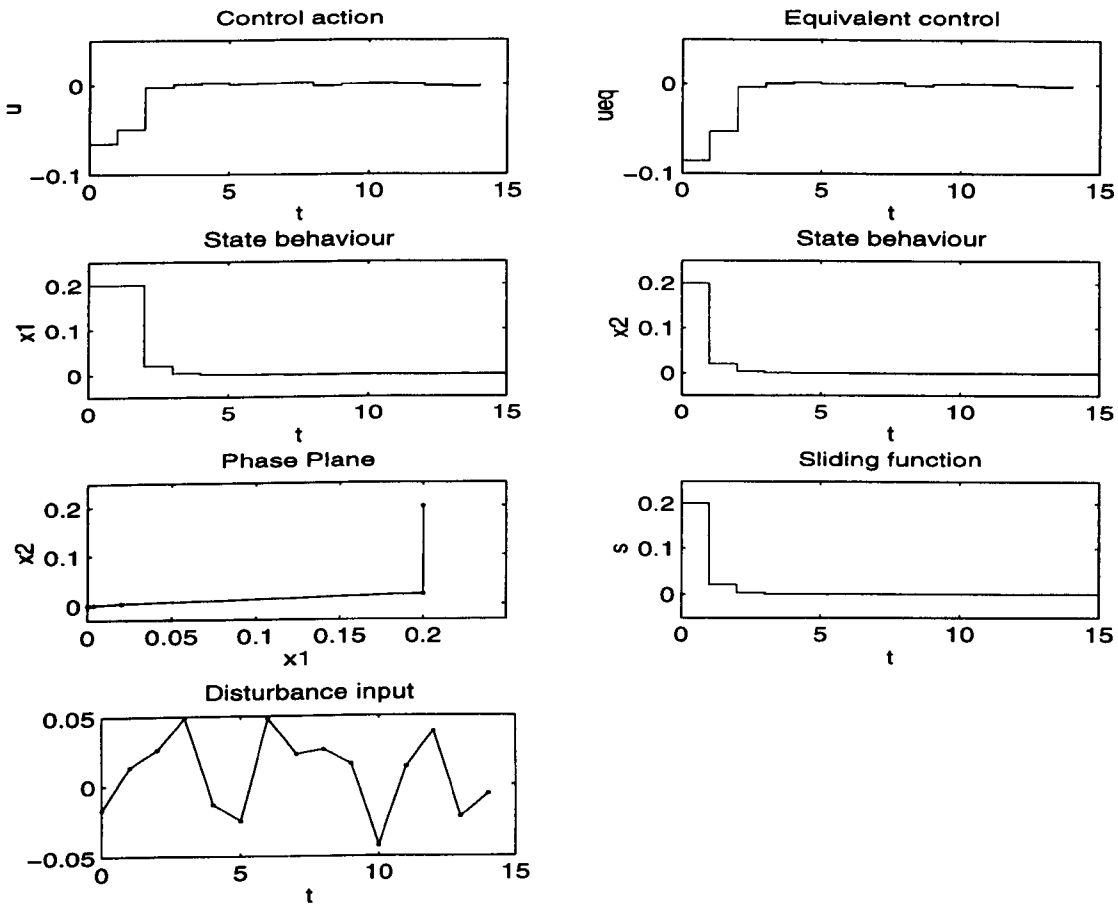 Control action
u
0
−0.1
0 5 10 15
t
Equivalent control
ueq
0
−0.1
0 5 10 15
t
State behaviour
x1
0.2
0.1
0
0 5 10 15
t
State behaviour
x2
0.2
0.1
0
0 5 10 15
t
Phase Plane
x2
0.2
0.1
0
0 0.05 0.1 0.15 0.2
x1
Sliding function
s
0.2
0.1
0
0 5 10 15
t
Disturbance input
0.05
0
−0.05
0 5 10 15
t